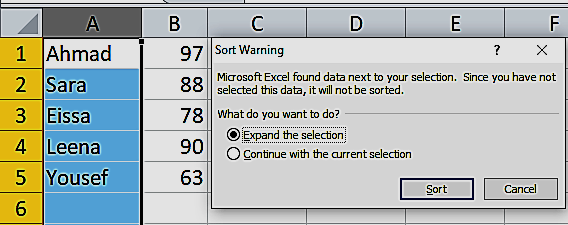 A B C D E F
Sort Warning ? ×
1 Ahmad 97
2 Sara 88
3 Eissa 78
4 Leena 90
5 Yousef 63
6
Microsoft Excel found data next to your selection. Since you have not
selected this data, it will not be sorted.
What do you want to do?
Expand the selection
Continue with the current selection
Sort Cancel